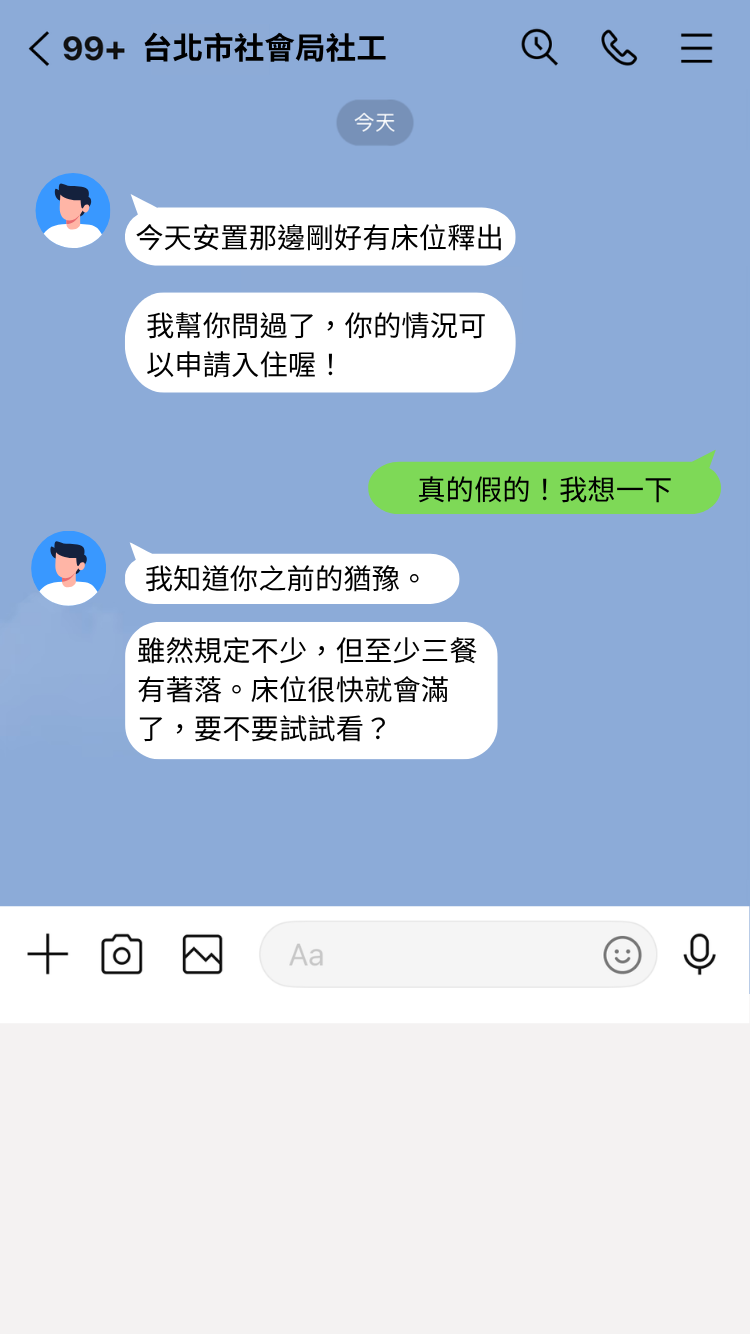 99+ 台北市社會局社工
今天
今天安置那邊剛好有床位釋出
我幫你問過了，你的情況可
以申請入住喔！
真的假的！我想一下
我知道你之前的猶豫。
雖然規定不少，但至少三餐
有著落。床位很快就會滿
了，要不要試試看？
Aa